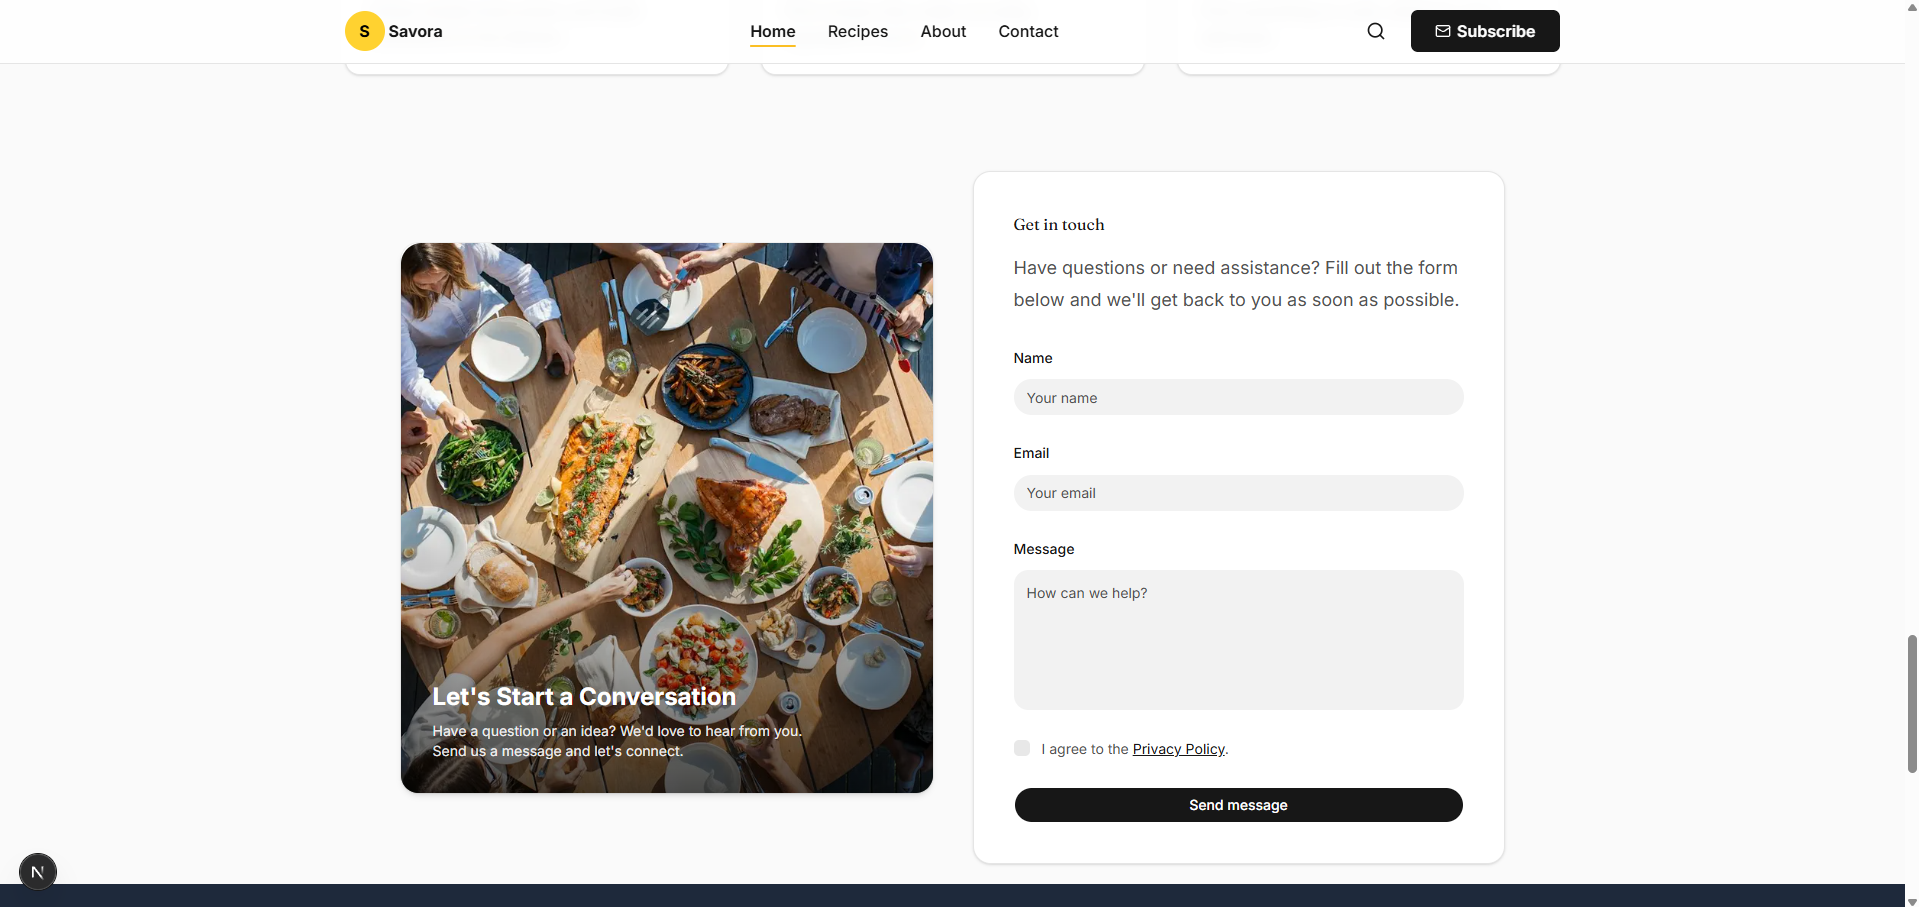 S Savora
Home Recipes About Contact
Subscribe
Get in touch
Have questions or need assistance? Fill out the form
below and we'll get back to you as soon as possible.
Name
Your name
Email
Your email
Message
How can we help?
I agree to the Privacy Policy.
Send message
Let's Start a Conversation
Have a question or an idea? We'd love to hear from you.
Send us a message and let's connect.
N